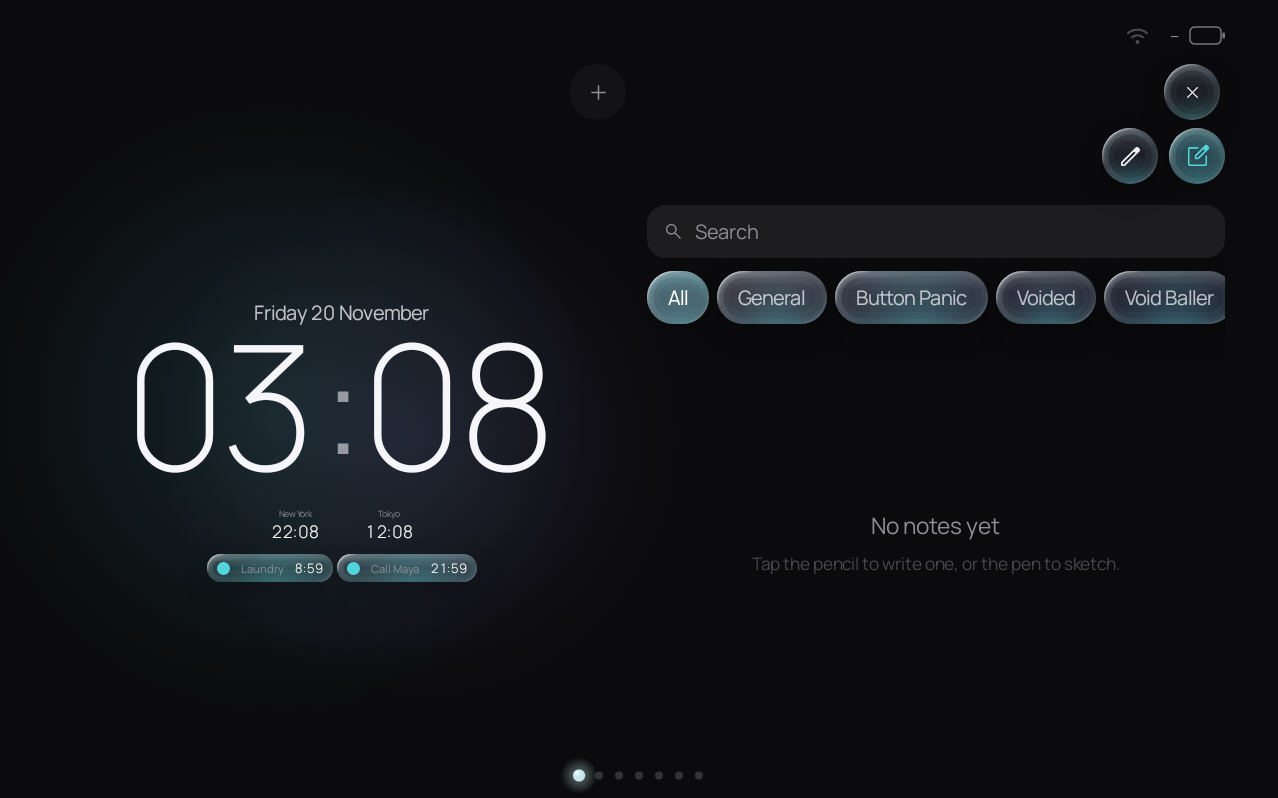 Search
All
General
Button Panic
Voided
Void Baller
Friday 20 November
03:08
New York
22:08
Tokyo
12:08
Laundry 8:59
Call Maya 21:59
No notes yet
Tap the pencil to write one, or the pen to sketch.